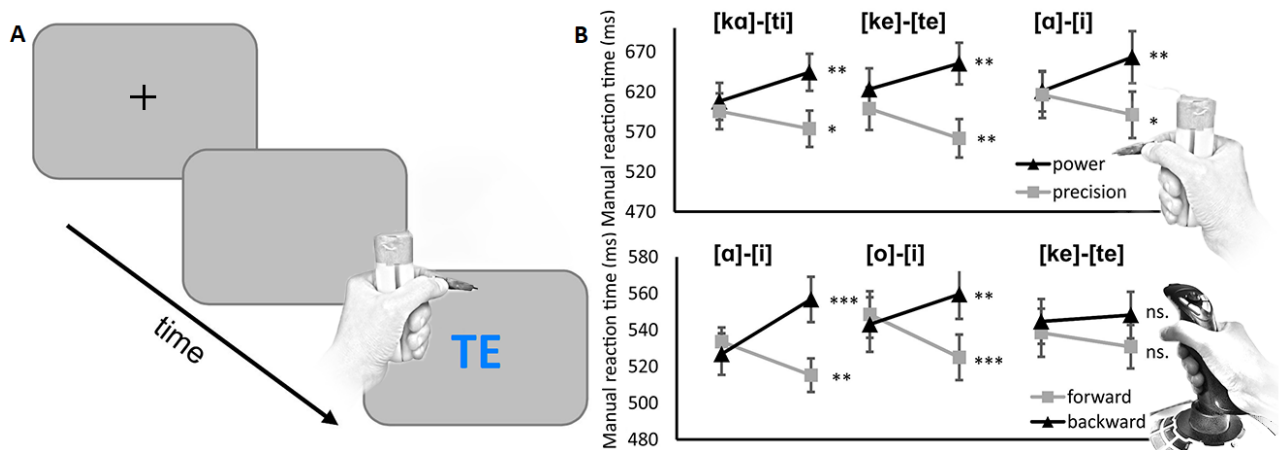 A
+
TE
time
B
Manual reaction time (ms)
[kɑ]-[ti]
[ke]-[te]
[ɑ]-[i]
670
620
570
520
470
**
*
**
**
**
*
power
precision
Manual reaction time (ms)
[ɑ]-[i]
[o]-[i]
[ke]-[te]
580
560
540
520
500
480
***
**
**
***
ns.
ns.
forward
backward